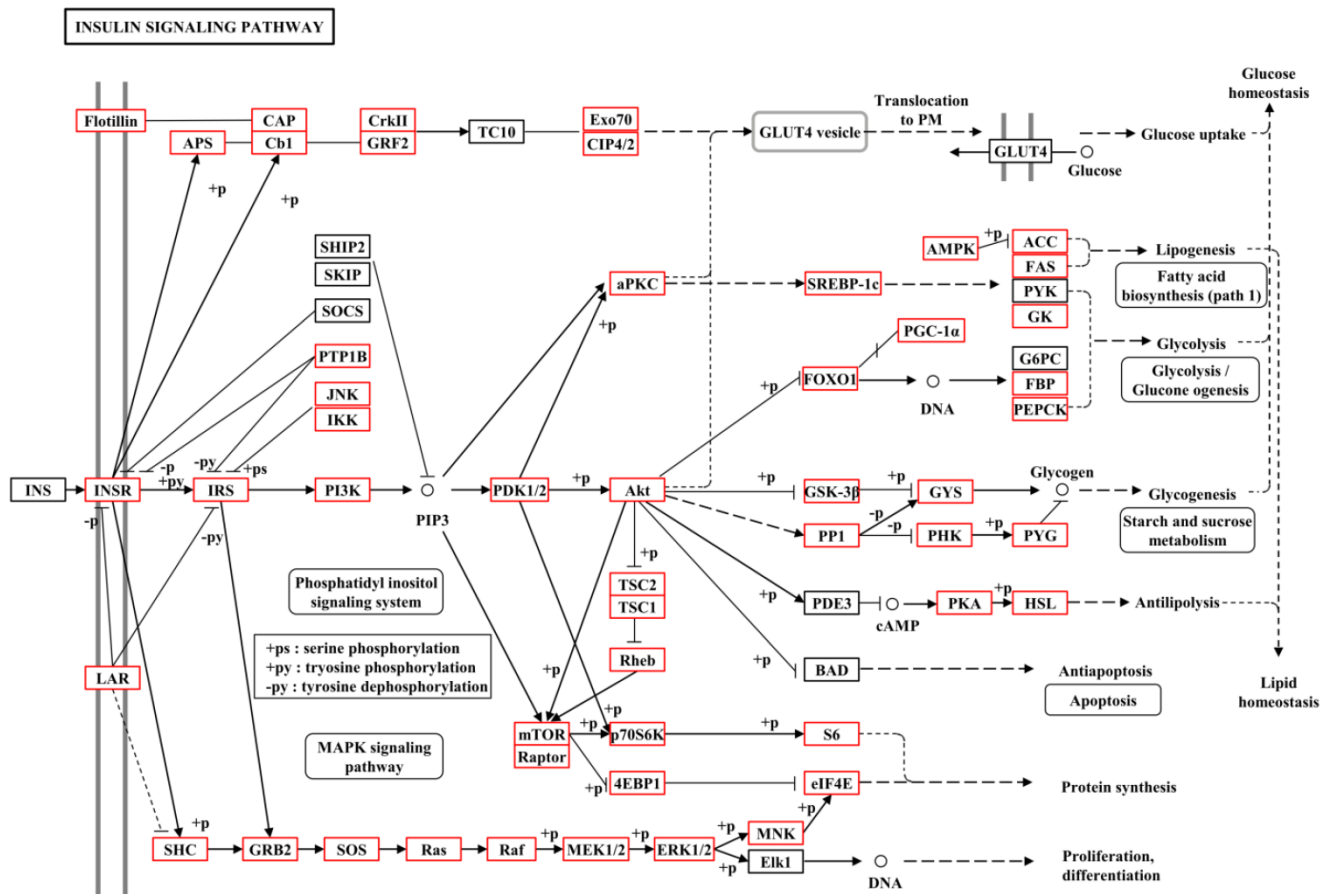 INSULIN SIGNALING PATHWAY
Glucose
homeostasis
Flotillin
CAP
CrkII
Exo70
Translocation
to PM
APS
Cb1
GRF2
TC10
CIP4/2
GLUT4 vesicle
GLUT4
Glucose uptake
Glucose
+p
+p
SHIP2
SKIP
SOCS
PTP1B
JNK
IKK
aPKC
+p
SREBP-1c
AMPK
+p
ACC
FAS
PYK
GK
Lipogenesis
Fatty acid
biosynthesis (path 1)
PGC-1α
+p
FOXO1
DNA
G6PC
FBP
PEPCK
Glycolysis
Glycolysis /
Glucone ogenesis
-p
-py
+ps
+py
INS
INSR
IRS
PI3K
PIP3
PDK1/2
+p
Akt
+p
GSK-3β
+p
GYS
Glycogen
Glycogenesis
Starch and sucrose
metabolism
-p
-py
PP1
-p
-p
PHK
+p
PYG
Phosphatidyl inositol
signaling system
+p
TSC2
TSC1
+p
PDE3
cAMP
PKA
+p
HSL
Antilipolysis
+ps : serine phosphorylation
+py : tryosine phosphorylation
-py : tyrosine dephosphorylation
LAR
Rheb
+p
+p
BAD
Antiapoptosis
Apoptosis
Lipid
homeostasis
MAPK signaling
pathway
mTOR
Raptor
+p
+p
p70S6K
+p
S6
+p
4EBP1
eIF4E
Protein synthesis
+p
SHC
GRB2
SOS
Ras
Raf
+p
MEK1/2
+p
ERK1/2
+p
MNK
+p
+p
Elk1
DNA
Proliferation,
differentiation